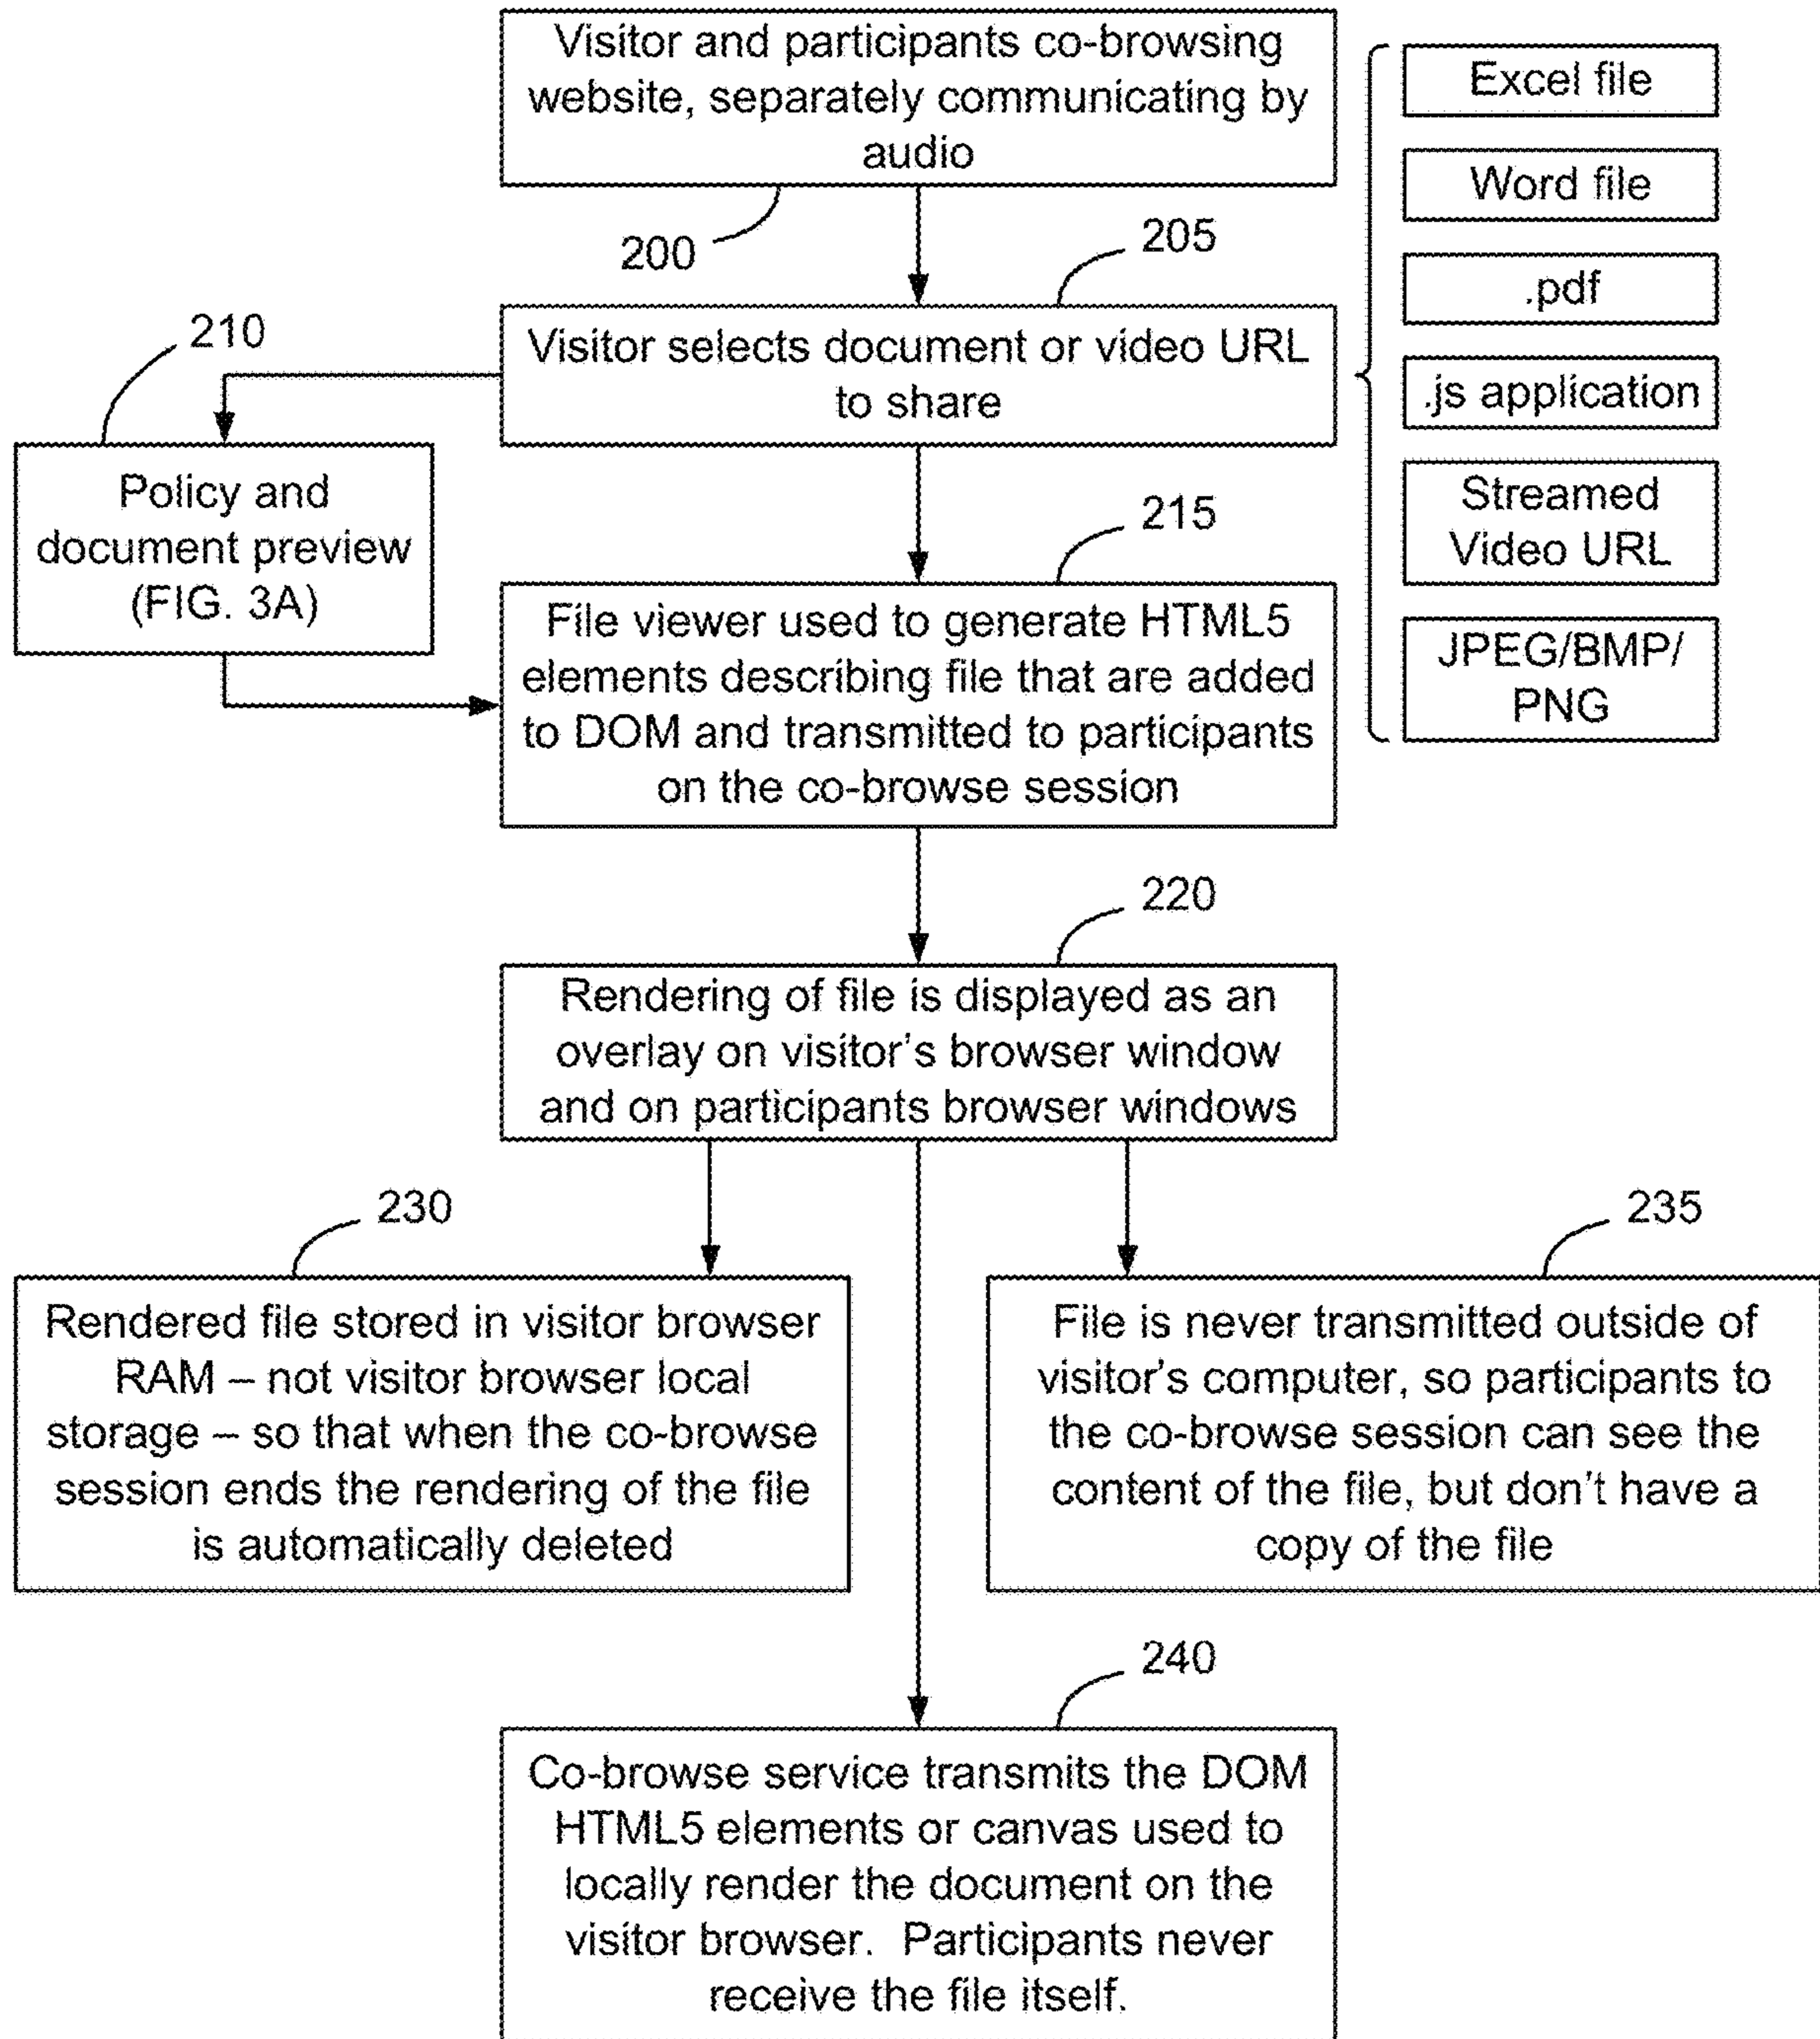 Visitor and participants co-browsing
website, separately communicating by
audio
200
205
Visitor selects document or video URL
to share
Excel file
Word file
.pdf
.js application
Streamed
Video URL
JPEG/BMP/
PNG
210
Policy and
document preview
(FIG. 3A)
215
File viewer used to generate HTML5
elements describing file that are added
to DOM and transmitted to participants
on the co-browse session
220
Rendering of file is displayed as an
overlay on visitor's browser window
and on participants browser windows
230
Rendered file stored in visitor browser
RAM – not visitor browser local
storage – so that when the co-browse
session ends the rendering of the file
is automatically deleted
235
File is never transmitted outside of
visitor's computer, so participants to
the co-browse session can see the
content of the file, but don't have a
copy of the file
240
Co-browse service transmits the DOM
HTML5 elements or canvas used to
locally render the document on the
visitor browser.  Participants never
receive the file itself.